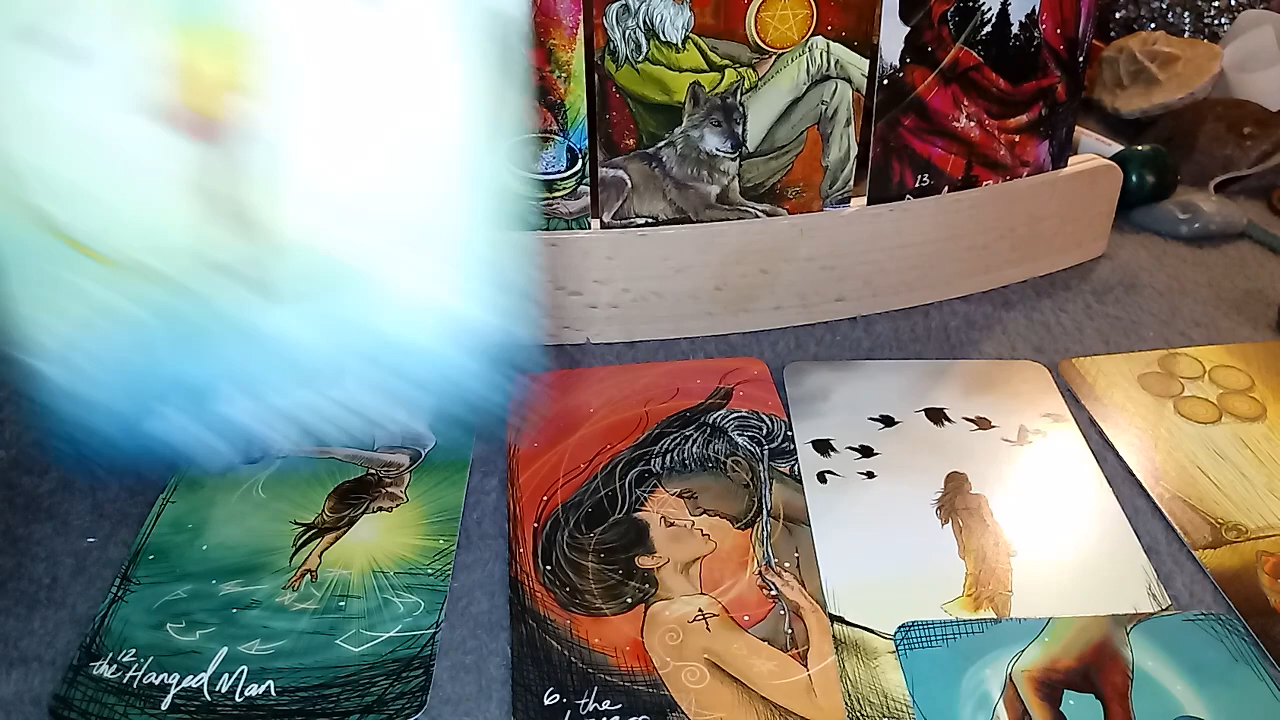 13.
12
the Hanged Man
6. the